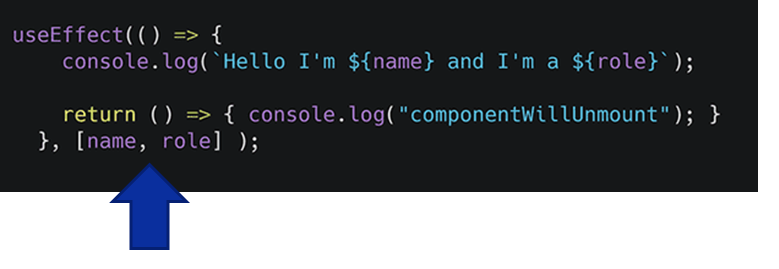 useEffect(() => {
console.log(`Hello I'm ${name} and I'm a ${role}`);
return () => { console.log("componentWillUnmount"); }
}, [name, role] );